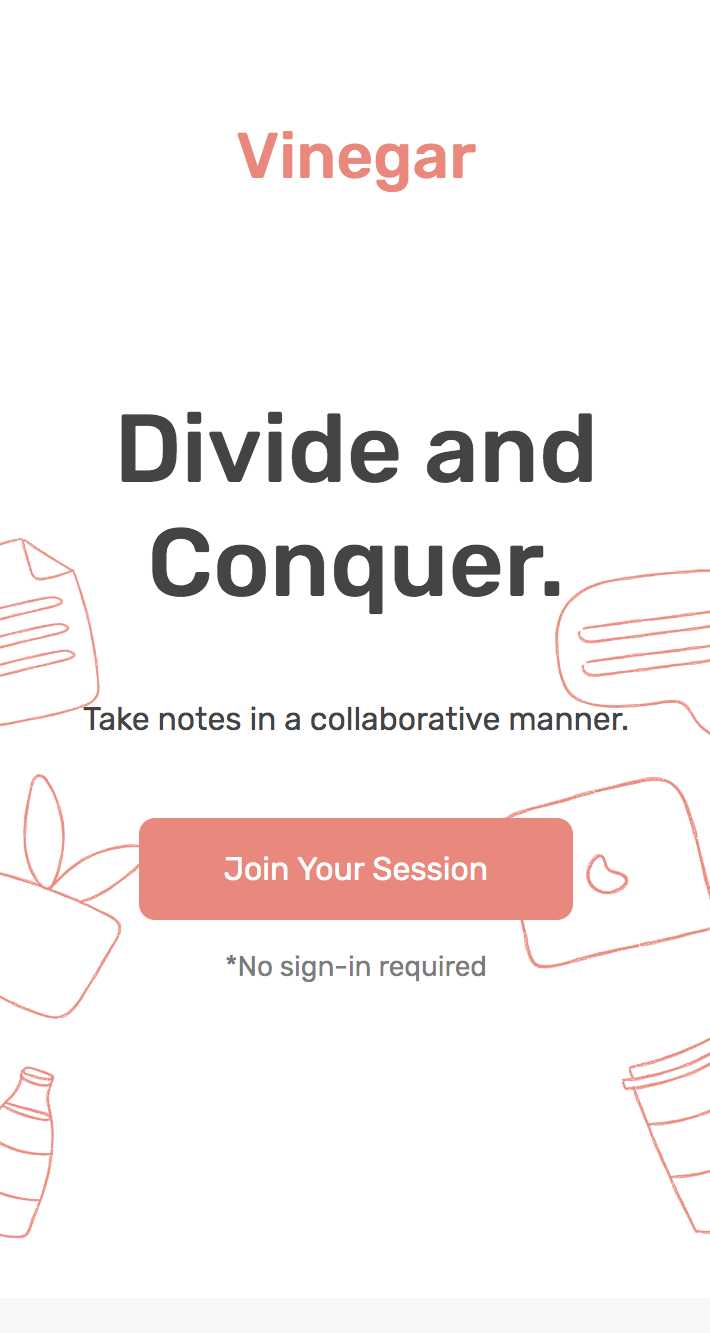 Vinegar
Divide and
Conquer.
Take notes in a collaborative manner.
Join Your Session
*No sign-in required